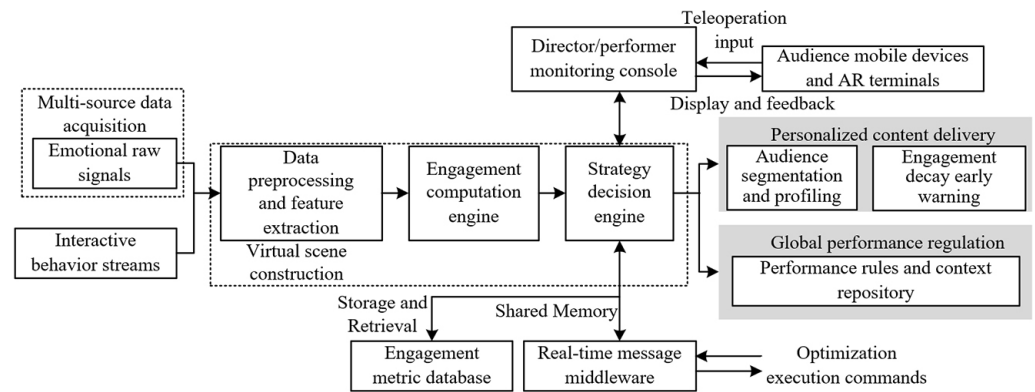 Teleoperation
input
Director/performer
monitoring console
Audience mobile devices
and AR terminals
Display and feedback
Multi-source data
acquisition
Emotional raw
signals
Interactive
behavior streams
Data
preprocessing
and feature
extraction
Engagement
computation
engine
Strategy
decision
engine
Virtual scene
construction
Personalized content delivery
Audience
segmentation
and profiling
Engagement
decay early
warning
Global performance regulation
Performance rules and context
repository
Storage and
Retrieval
Shared Memory
Engagement
metric database
Real-time message
middleware
Optimization
execution commands